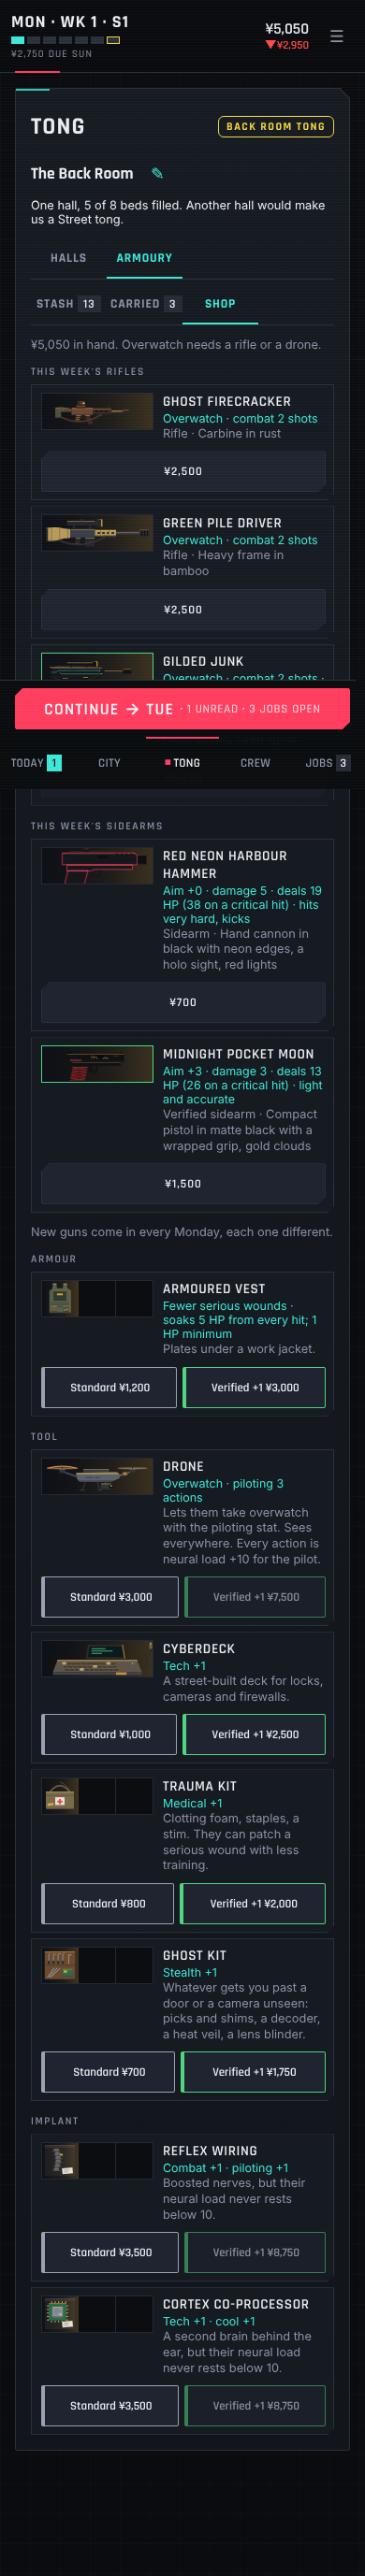 MON · WK 1 · S1
¥5,050
¥2,750 DUE SUN
▼¥2,950
TONG
BACK ROOM TONG
The Back Room
One hall, 5 of 8 beds filled. Another hall would make
us a Street tong.
HALLS
ARMOURY
STASH 13
CARRIED 3
SHOP
¥5,050 in hand. Overwatch needs a rifle or a drone.
THIS WEEK'S RIFLES
GHOST FIRECRACKER
Overwatch · combat 2 shots
Rifle · Carbine in rust
¥2,500
GREEN PILE DRIVER
Overwatch · combat 2 shots
Rifle · Heavy frame in
bamboo
¥2,500
GILDED JUNK
Overwatch · combat 2 shots ·
CONTINUE → TUE · 1 UNREAD · 3 JOBS OPEN
TODAY 1
CITY
TONG
CREW
JOBS 3
THIS WEEK'S SIDEARMS
RED NEON HARBOUR
HAMMER
Aim +0 · damage 5 · deals 19
HP (38 on a critical hit) · hits
very hard, kicks
Sidearm · Hand cannon in
black with neon edges, a
holo sight, red lights
¥700
MIDNIGHT POCKET MOON
Aim +3 · damage 3 · deals 13
HP (26 on a critical hit) · light
and accurate
Verified sidearm · Compact
pistol in matte black with a
wrapped grip, gold clouds
¥1,500
New guns come in every Monday, each one different.
ARMOUR
ARMOURED VEST
Fewer serious wounds ·
soaks 5 HP from every hit; 1
HP minimum
Plates under a work jacket.
Standard ¥1,200
Verified +1 ¥3,000
TOOL
DRONE
Overwatch · piloting 3
actions
Lets them take overwatch
with the piloting stat. Sees
everywhere. Every action is
neural load +10 for the pilot.
Standard ¥3,000
Verified +1 ¥7,500
CYBERDECK
Tech +1
A street-built deck for locks,
cameras and firewalls.
Standard ¥1,000
Verified +1 ¥2,500
TRAUMA KIT
Medical +1
Clotting foam, staples, a
stim. They can patch a
serious wound with less
training.
Standard ¥800
Verified +1 ¥2,000
GHOST KIT
Stealth +1
Whatever gets you past a
door or a camera unseen:
picks and shims, a decoder,
a heat veil, a lens blinder.
Standard ¥700
Verified +1 ¥1,750
IMPLANT
REFLEX WIRING
Combat +1 · piloting +1
Boosted nerves, but their
neural load never rests
below 10.
Standard ¥3,500
Verified +1 ¥8,750
CORTEX CO-PROCESSOR
Tech +1 · cool +1
A second brain behind the
ear, but their neural load
never rests below 10.
Standard ¥3,500
Verified +1 ¥8,750